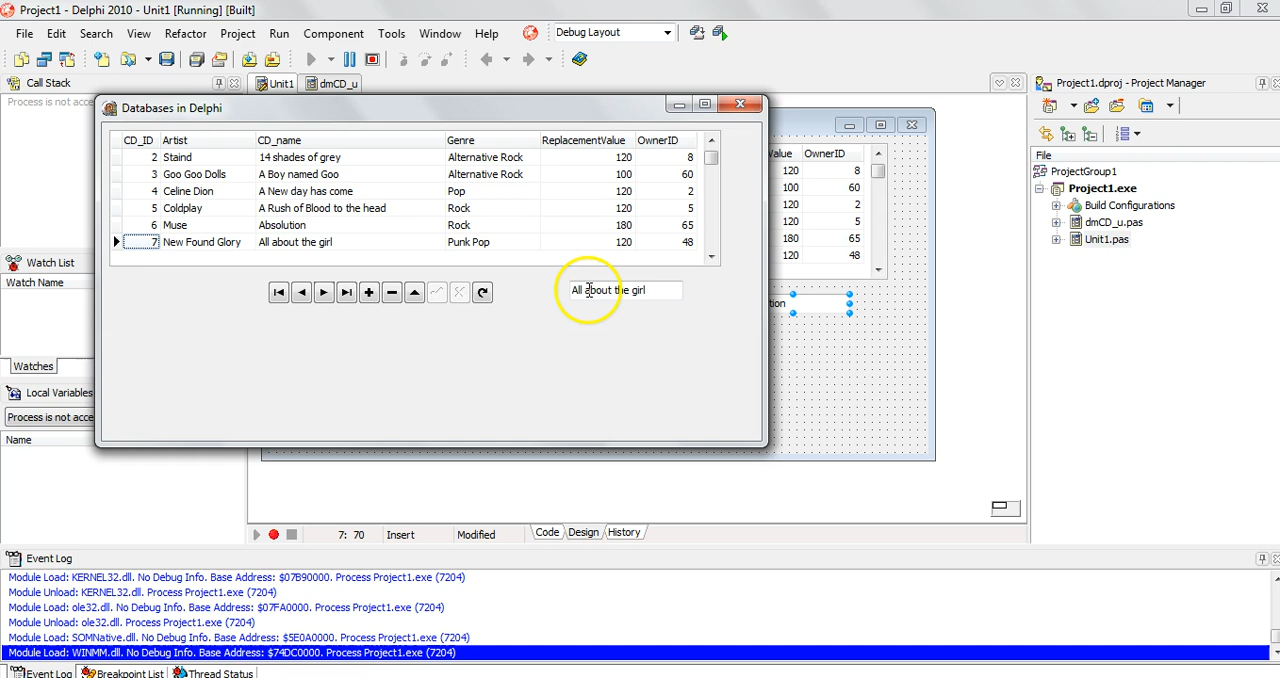 Project1 - Delphi 2010 - Unit1 [Running] [Built]
File Edit Search View Refactor Project Run Component Tools Window Help Debug Layout
Call Stack Unit1 dmCD_u Project1.dproj - Project Manager
Process is not acce
Databases in Delphi
CD_ID Artist CD_name Genre ReplacementValue OwnerID
2 Staind 14 shades of grey Alternative Rock 120 8
3 Goo Goo Dolls A Boy named Goo Alternative Rock 100 60
4 Celine Dion A New day has come Pop 120 2
5 Coldplay A Rush of Blood to the head Rock 120 5
6 Muse Absolution Rock 180 65
7 New Found Glory All about the girl Punk Pop 120 48
All about the girl
Value OwnerID
120 8
100 60
120 2
120 5
180 65
120 48
tion
File
ProjectGroup1
Project1.exe
Build Configurations
dmCD_u.pas
Unit1.pas
Watch List
Watch Name
Watches
Local Variables
Process is not acce
Name
7: 70 Insert Modified Code Design History
Event Log
Module Load: KERNEL32.dll. No Debug Info. Base Address: $07B90000. Process Project1.exe (7204)
Module Unload: KERNEL32.dll. Process Project1.exe (7204)
Module Load: ole32.dll. No Debug Info. Base Address: $07FA0000. Process Project1.exe (7204)
Module Unload: ole32.dll. Process Project1.exe (7204)
Module Load: SOMNative.dll. No Debug Info. Base Address: $5E0A0000. Process Project1.exe (7204)
Module Load: WINMM.dll. No Debug Info. Base Address: $74DC0000. Process Project1.exe (7204)
Event Log Breakpoint List Thread Status